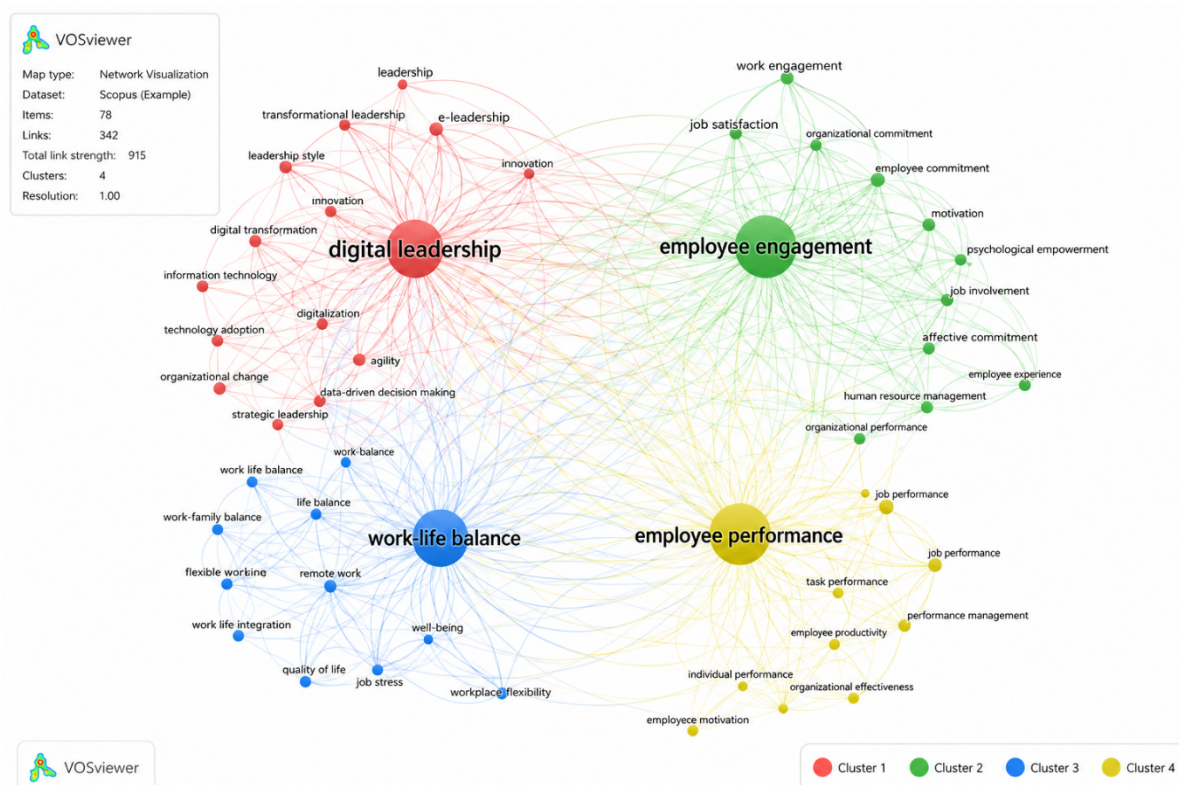 VOSviewer
Map type: Network Visualization
Dataset: Scopus (Example)
Items: 78
Links: 342
Total link strength: 915
Clusters: 4
Resolution: 1.00
leadership
transformational leadership
e-leadership
leadership style
innovation
innovation
digital transformation
digital leadership
information technology
digitalization
technology adoption
agility
organizational change
data-driven decision making
strategic leadership
work engagement
job satisfaction
organizational commitment
employee commitment
motivation
employee engagement
psychological empowerment
job involvement
affective commitment
employee experience
human resource management
organizational performance
work-balance
work life balance
life balance
work-family balance
work-life balance
flexible working
remote work
work life integration
well-being
quality of life
job stress
workplace flexibility
job performance
employee performance
job performance
task performance
performance management
employee productivity
individual performance
organizational effectiveness
employece motivation
VOSviewer
Cluster 1
Cluster 2
Cluster 3
Cluster 4